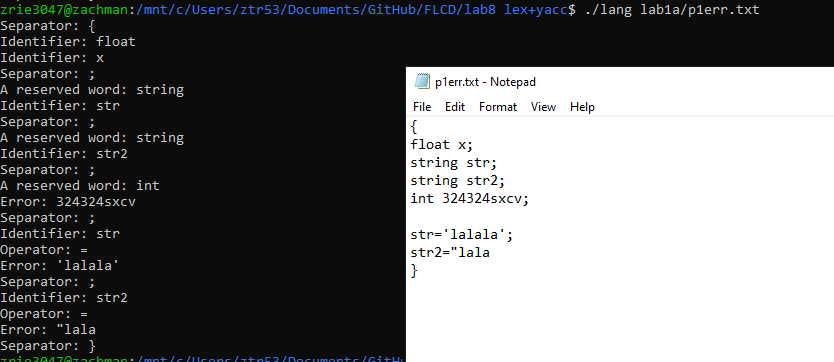 zrie3047@zachman:/mnt/c/Users/ztr53/Documents/GitHub/FLCD/lab8 lex+yacc$ ./lang lab1a/p1err.txt
Separator: {
Identifier: float
Identifier: x
Separator: ;
A reserved word: string
Identifier: str
Separator: ;
A reserved word: string
Identifier: str2
Separator: ;
A reserved word: int
Error: 324324sxcv
Separator: ;
Identifier: str
Operator: =
Error: 'lalala'
Separator: ;
Identifier: str2
Operator: =
Error: "lala
Separator: }
zrie3047@zachman:/mnt/c/Users/ztr53/Documents/GitHu
p1err.txt - Notepad
File Edit Format View Help
{
float x;
string str;
string str2;
int 324324sxcv;
str='lalala';
str2="lala
}